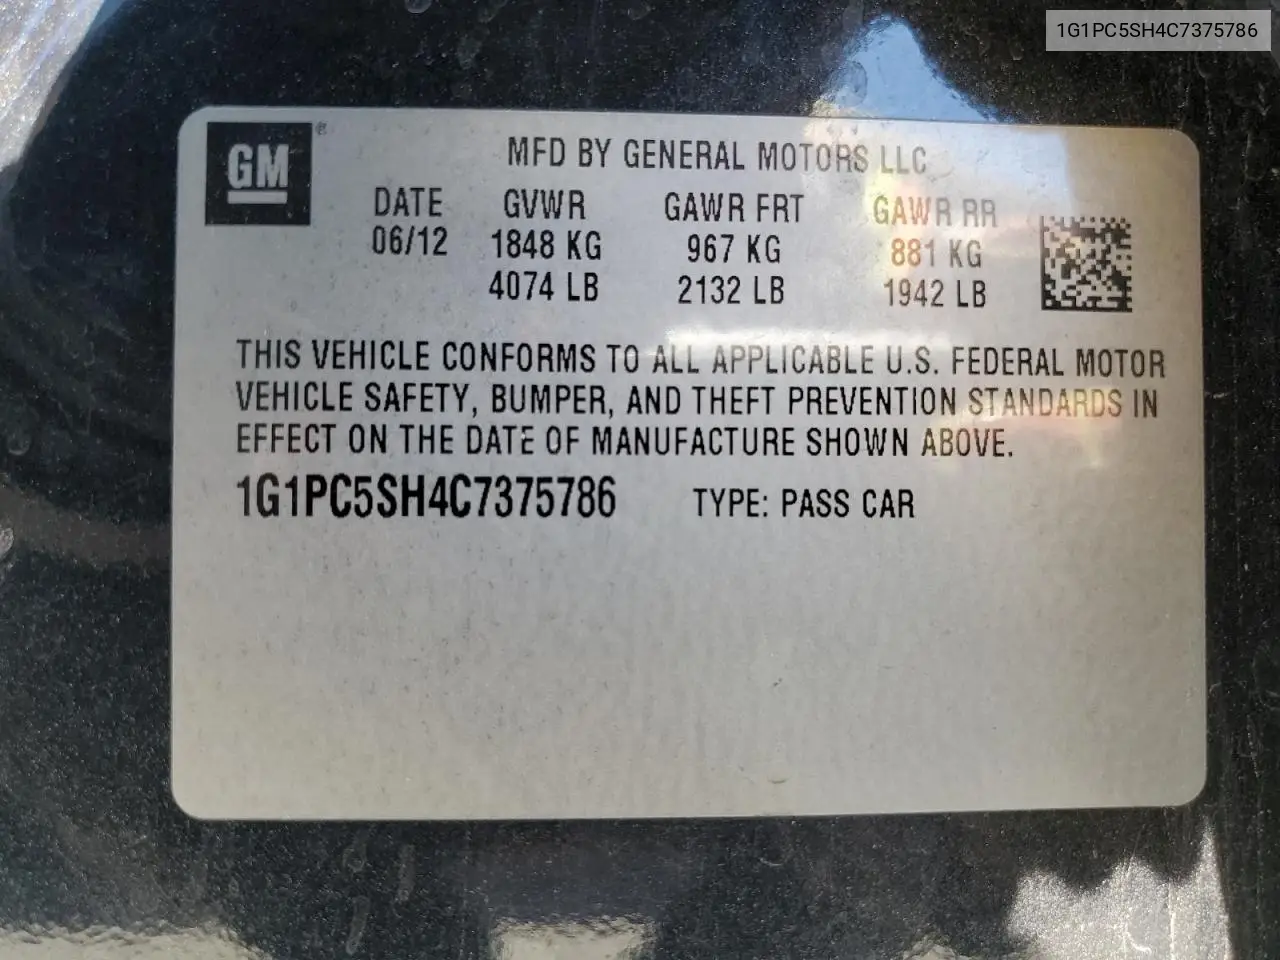 1G1PC5SH4C7375786
GM®
MFD BY GENERAL MOTORS LLC
DATE GVWR GAWR FRT GAWR RR
06/12 1848 KG 967 KG 881 KG
4074 LB 2132 LB 1942 LB
THIS VEHICLE CONFORMS TO ALL APPLICABLE U.S. FEDERAL MOTOR
VEHICLE SAFETY, BUMPER, AND THEFT PREVENTION STANDARDS IN
EFFECT ON THE DATE OF MANUFACTURE SHOWN ABOVE.
1G1PC5SH4C7375786 TYPE: PASS CAR